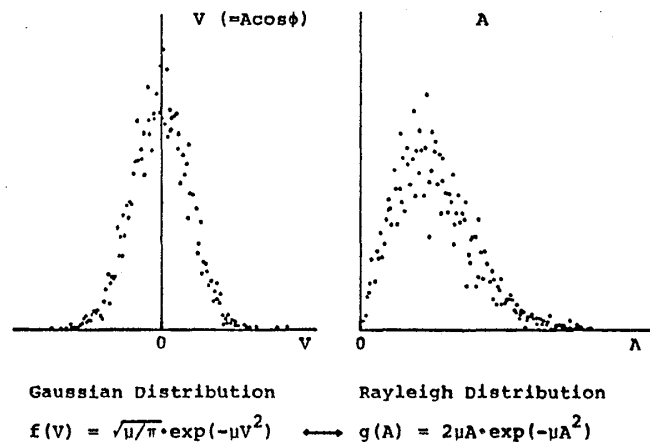 V (=Acosϕ) A
0 V 0 A
Gaussian Distribution Rayleigh Distribution
f(V) = √μ/π·exp(-μV²) ⟷ g(A) = 2μA·exp(-μA²)